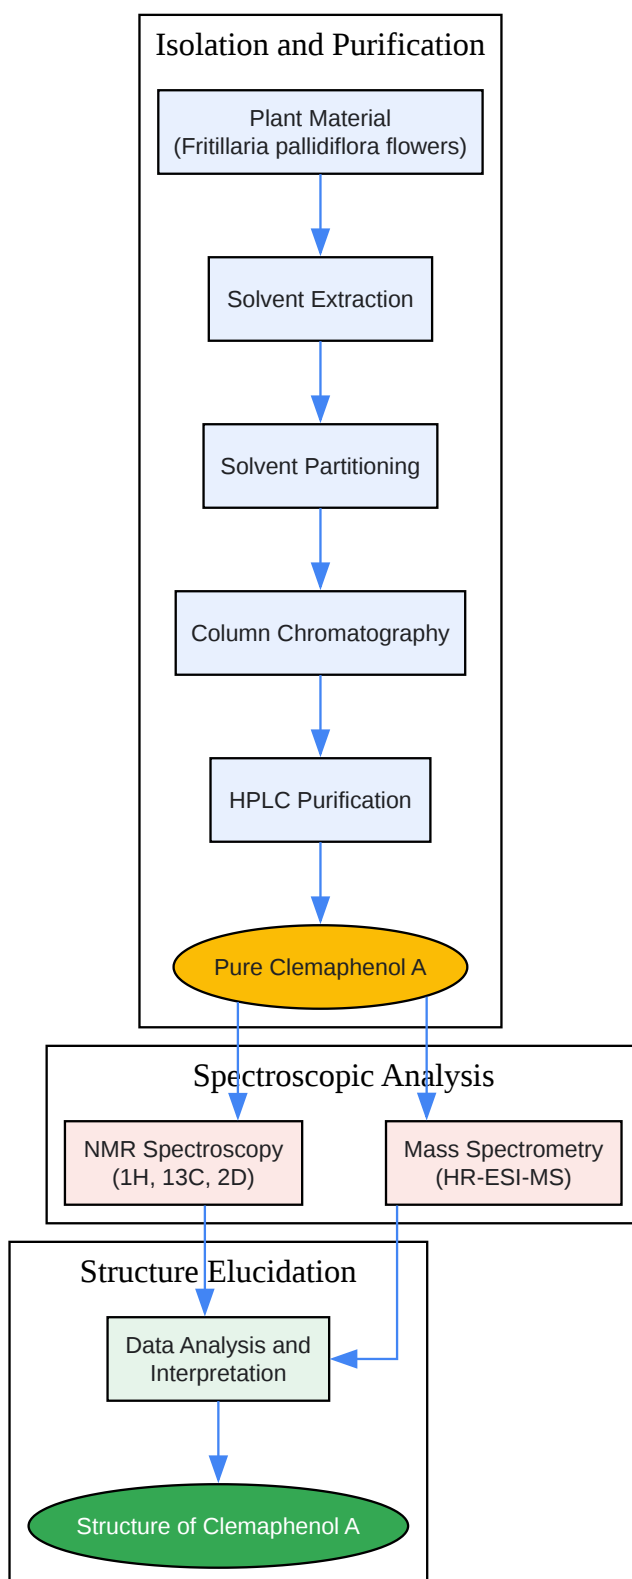 Isolation and Purification
Plant Material
(Fritillaria pallidiflora flowers)
Solvent Extraction
Solvent Partitioning
Column Chromatography
HPLC Purification
Pure Clemaphenol A
Spectroscopic Analysis
NMR Spectroscopy
(1H, 13C, 2D)
Mass Spectrometry
(HR-ESI-MS)
Structure Elucidation
Data Analysis and
Interpretation
Structure of Clemaphenol A